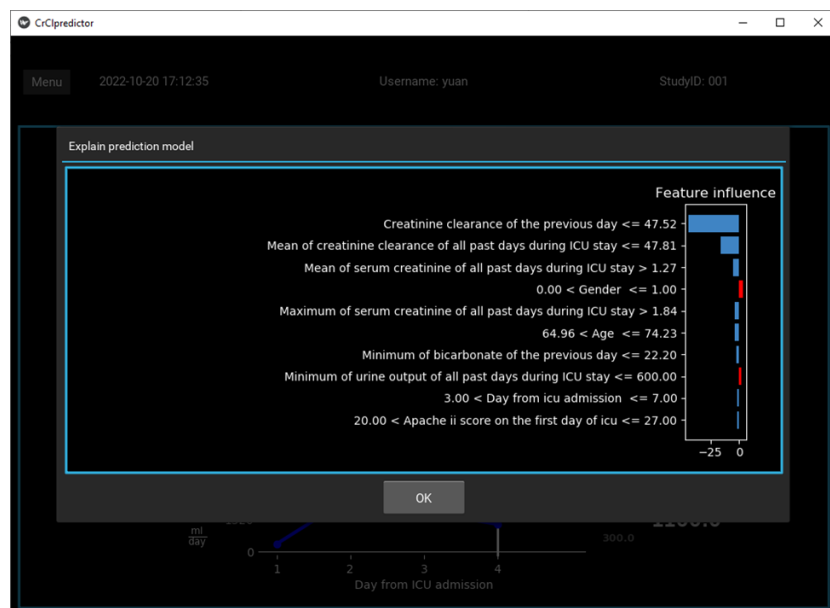 CrClpredictor
Menu 2022-10-20 17:12:35 Username: yuan StudyID: 001
Explain prediction model
Feature influence
Creatinine clearance of the previous day <= 47.52
Mean of creatinine clearance of all past days during ICU stay <= 47.81
Mean of serum creatinine of all past days during ICU stay > 1.27
0.00 < Gender <= 1.00
Maximum of serum creatinine of all past days during ICU stay > 1.84
64.96 < Age <= 74.23
Minimum of bicarbonate of the previous day <= 22.20
Minimum of urine output of all past days during ICU stay <= 600.00
3.00 < Day from icu admission <= 7.00
20.00 < Apache ii score on the first day of icu <= 27.00
−25 0
OK
ml
day
300.0
0
1 2 3 4
Day from ICU admission